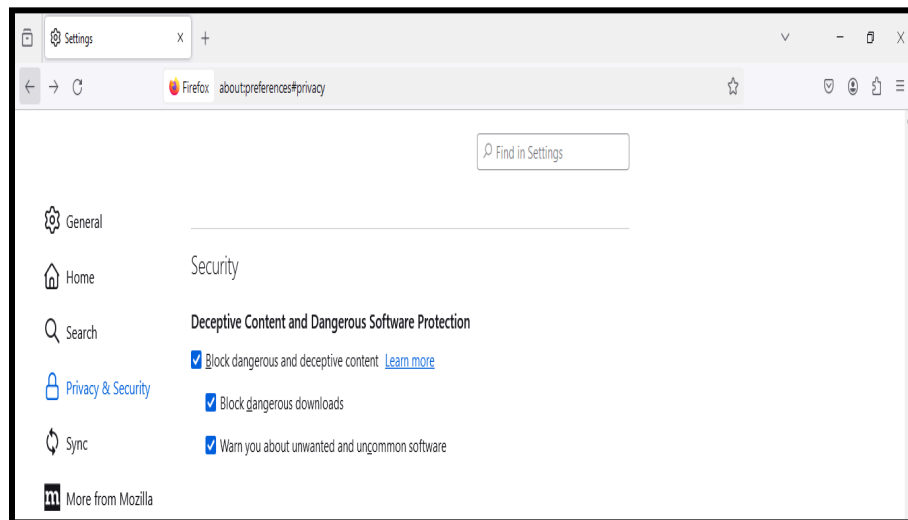 Settings
Firefox about:preferences#privacy
Find in Settings
General
Home
Search
Privacy & Security
Sync
m More from Mozilla
Security
Deceptive Content and Dangerous Software Protection
Block dangerous and deceptive content Learn more
Block dangerous downloads
Warn you about unwanted and uncommon software